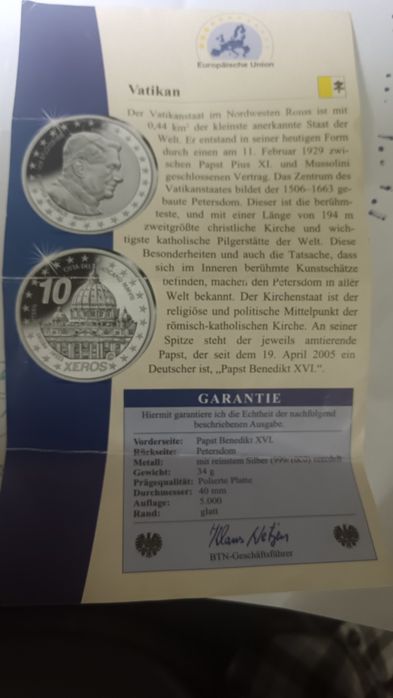 Europäische Union
Vatikan
Der Vatikanstaat im Nordwesten Roms ist mit
0,44 km² der kleinste anerkannte Staat der
Welt. Er entstand in seiner heutigen Form
durch einen am 11. Februar 1929 zwi-
schen Papst Pius XI. und Mussolini
geschlossenen Vertrag. Das Zentrum des
Vatikanstaates bildet der 1506–1663 ge-
baute Petersdom. Dieser ist die berühm-
teste, und mit einer Länge von 194 m
zweitgrößte christliche Kirche und wich-
tigste katholische Pilgerstätte der Welt. Diese
Besonderheiten und auch die Tatsache, dass
sich im Inneren berühmte Kunstschätze
befinden, machen den Petersdom in aller
Welt bekannt. Der Kirchenstaat ist der
religiöse und politische Mittelpunkt der
römisch-katholischen Kirche. An seiner
Spitze steht der jeweils amtierende
Papst, der seit dem 19. April 2005 ein
Deutscher ist, „Papst Benedikt XVI.“.
10
XEROS
GARANTIE
Hiermit garantiere ich die Echtheit der nachfolgend
beschriebenen Ausgabe.
Vorderseite: Papst Benedikt XVI.
Rückseite: Petersdom
Metall: mit reinstem Silber (999/1000) veredelt
Gewicht: 34 g
Prägequalität: Polierte Platte
Durchmesser: 40 mm
Auflage: 5.000
Rand: glatt
BTN-Geschäftsführer